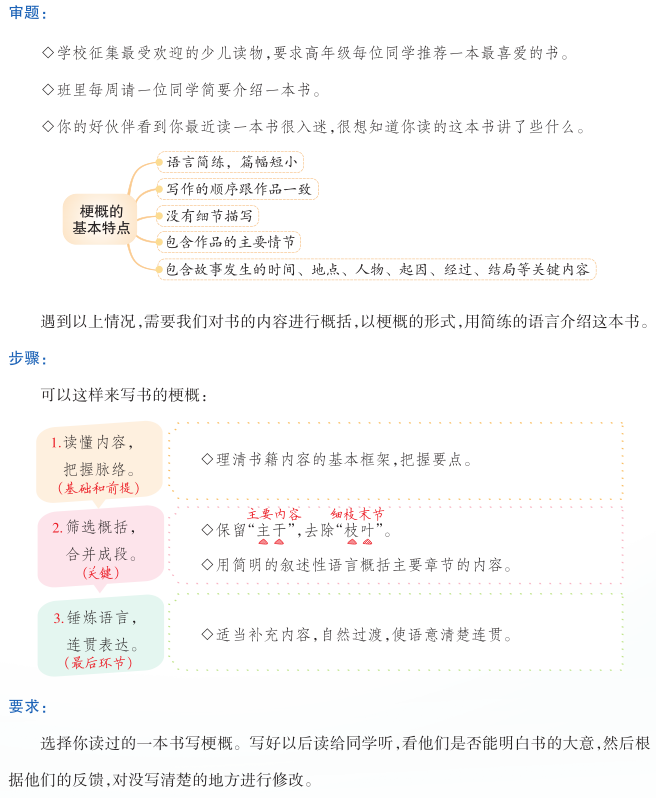 审题：
◇学校征集最受欢迎的少儿读物，要求高年级每位同学推荐一本最喜爱的书。
◇班里每周请一位同学简要介绍一本书。
◇你的好伙伴看到你最近读一本书很入迷，很想知道你读的这本书讲了些什么。
梗概的
基本特点
语言简练，篇幅短小
写作的顺序跟作品一致
没有细节描写
包含作品的主要情节
包含故事发生的时间、地点、人物、起因、经过、结局等关键内容
遇到以上情况，需要我们对书的内容进行概括，以梗概的形式，用简练的语言介绍这本书。
步骤：
可以这样来写书的梗概：
1.读懂内容，
把握脉络。
（基础和前提）
◇理清书籍内容的基本框架，把握要点。
2.筛选概括，
合并成段。
（关键）
主要内容 细枝末节
◇保留“主干”，去除“枝叶”。
◇用简明的叙述性语言概括主要章节的内容。
3.锤炼语言，
连贯表达。
（最后环节）
◇适当补充内容，自然过渡，使语意清楚连贯。
要求：
选择你读过的一本书写梗概。写好以后读给同学听，看他们是否能明白书的大意，然后根
据他们的反馈，对没写清楚的地方进行修改。